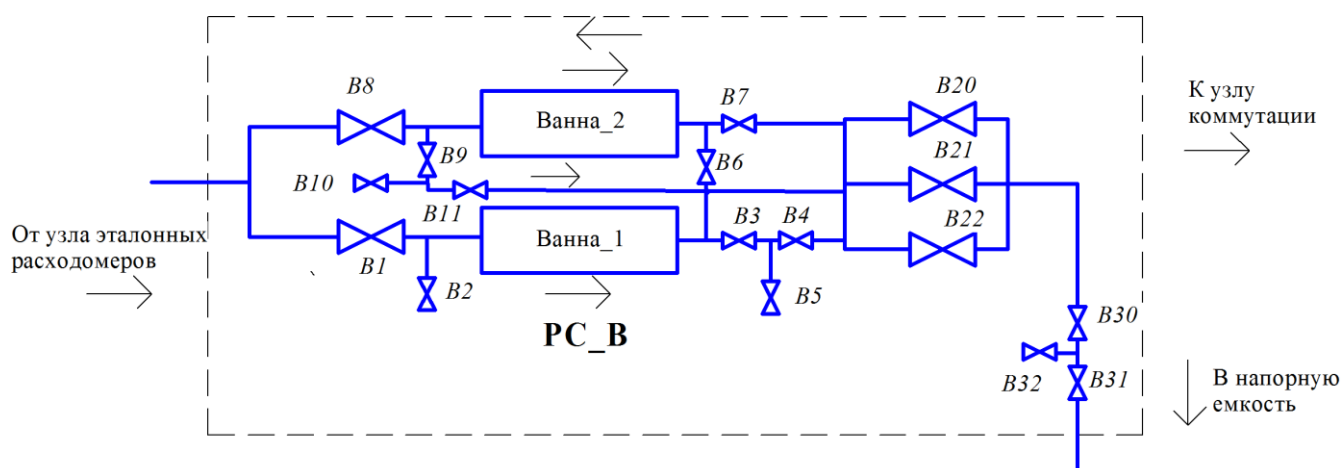 В8
В20
В7
К узлу
коммутации
Ванна_2
В9
В6
В21
В10
В11
В3
В4
В22
От узла эталонных
расходомеров
Ванна_1
В1
В2
В5
РС_В
В30
В32
В31
В напорную
емкость